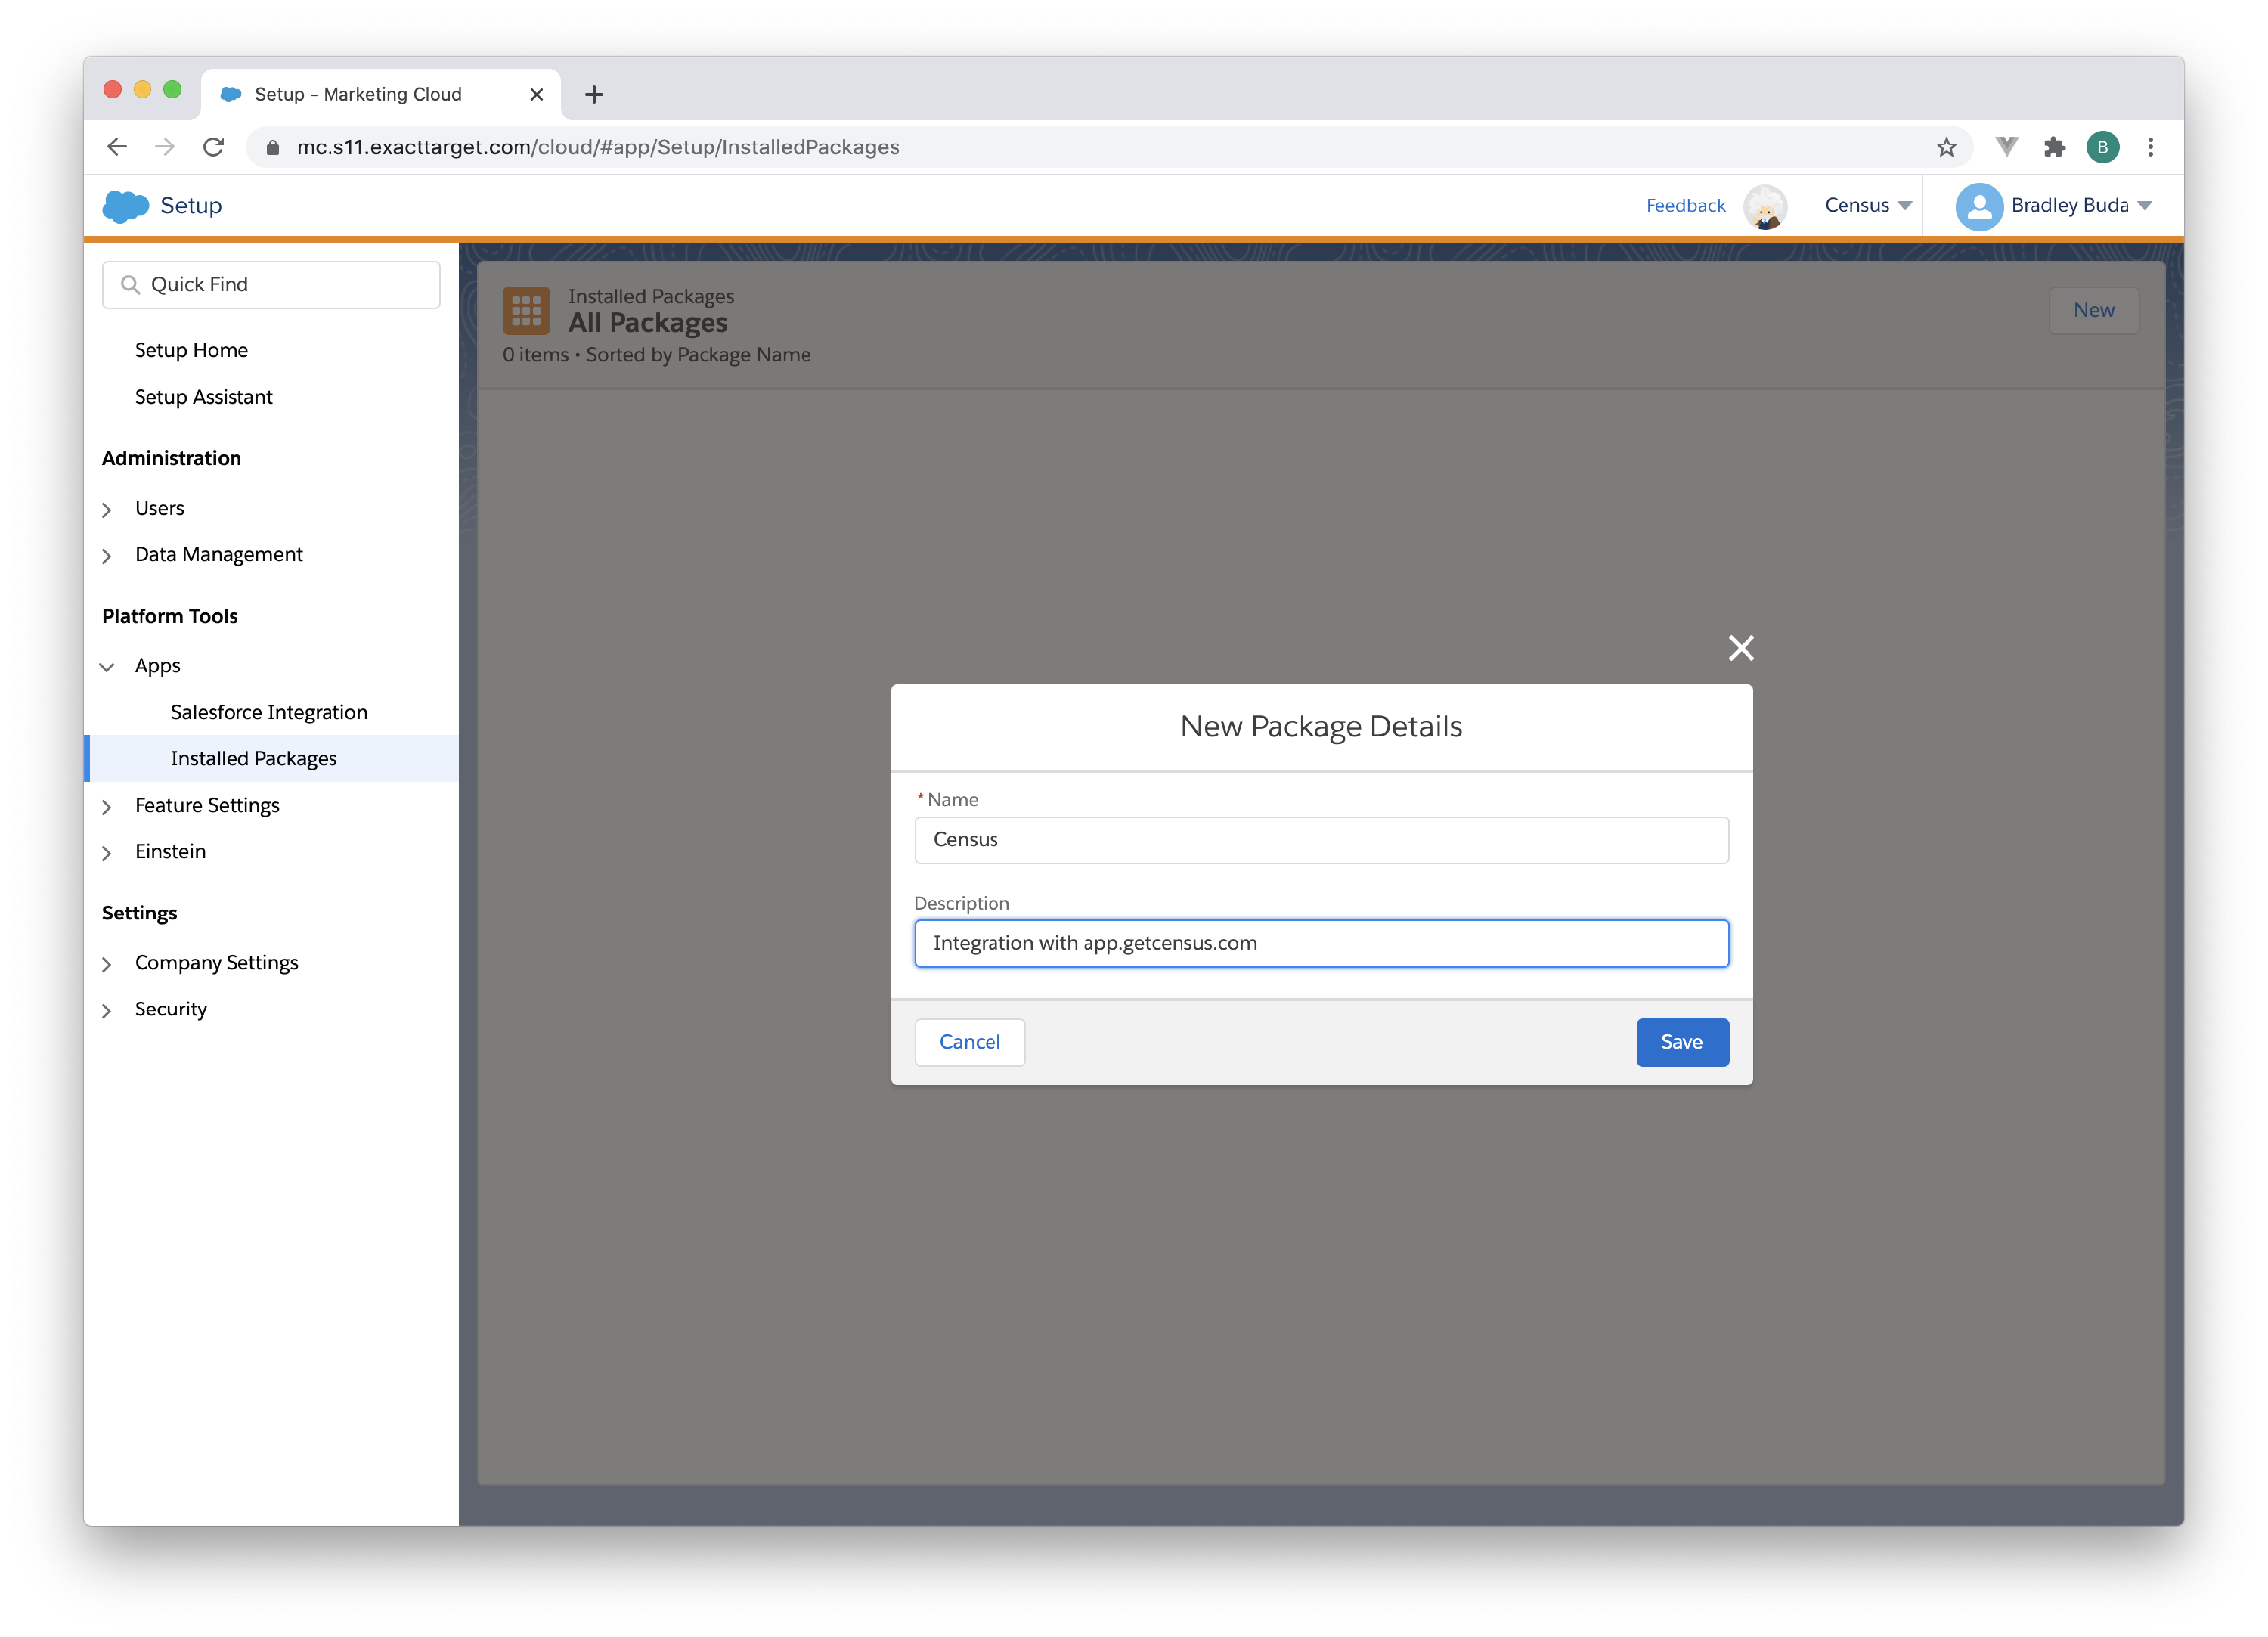 Setup - Marketing Cloud
mc.s11.exacttarget.com/cloud/#app/Setup/InstalledPackages
B
Setup
Feedback
Census
Bradley Buda
Quick Find
Setup Home
Setup Assistant
Administration
Users
Data Management
Platform Tools
Apps
Salesforce Integration
Installed Packages
Feature Settings
Einstein
Settings
Company Settings
Security
Installed Packages
All Packages
0 items • Sorted by Package Name
New
New Package Details
* Name
Census
Description
Integration with app.getcensus.com
Cancel
Save